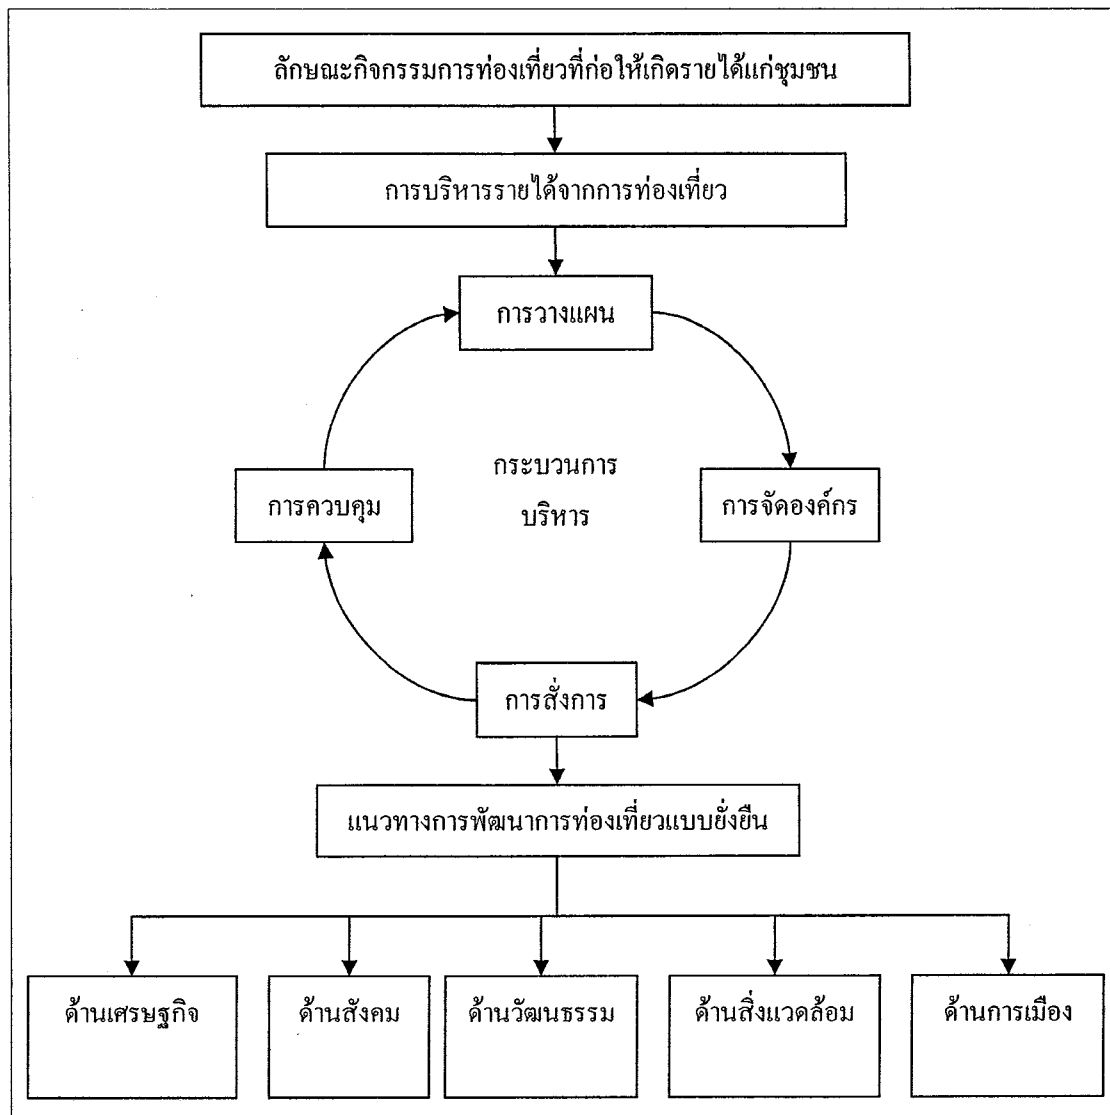 ลักษณะกิจกรรมการท่องเที่ยวที่ก่อให้เกิดรายได้แก่ชุมชน
การบริหารรายได้จากการท่องเที่ยว
การวางแผน
กระบวนการ
บริหาร
การควบคุม
การจัดองค์กร
การสั่งการ
แนวทางการพัฒนาการท่องเที่ยวแบบยั่งยืน
ด้านเศรษฐกิจ
ด้านสังคม
ด้านวัฒนธรรม
ด้านสิ่งแวดล้อม
ด้านการเมือง